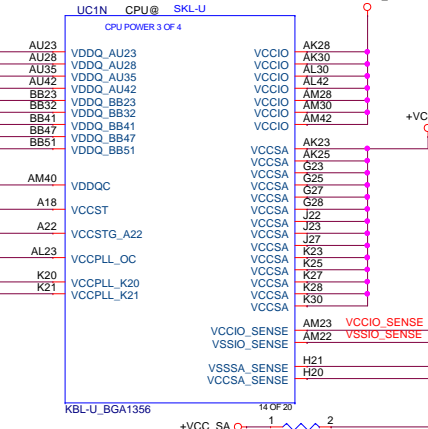 UC1N CPU@ SKL-U
CPU POWER 3 OF 4
AU23 VDDQ_AU23
AU28 VDDQ_AU28
AU35 VDDQ_AU35
AU42 VDDQ_AU42
BB23 VDDQ_BB23
BB32 VDDQ_BB32
BB41 VDDQ_BB41
BB47 VDDQ_BB47
BB51 VDDQ_BB51
AM40 VDDQC
A18 VCCST
A22 VCCSTG_A22
AL23 VCCPLL_OC
K20 VCCPLL_K20
K21 VCCPLL_K21
VCCIO AK28
VCCIO AK30
VCCIO AL30
VCCIO AL42
VCCIO AM28
VCCIO AM30
VCCIO AM42
+VC
VCCSA AK23
VCCSA AK25
VCCSA G23
VCCSA G25
VCCSA G27
VCCSA G28
VCCSA J22
VCCSA J23
VCCSA J27
VCCSA K23
VCCSA K25
VCCSA K27
VCCSA K28
VCCSA K30
VCCIO_SENSE AM23 VCCIO_SENSE
VSSIO_SENSE AM22 VSSIO_SENSE
VSSSA_SENSE H21
VCCSA_SENSE H20
KBL-U_BGA1356
14 OF 20
+VCC_SA 1 2